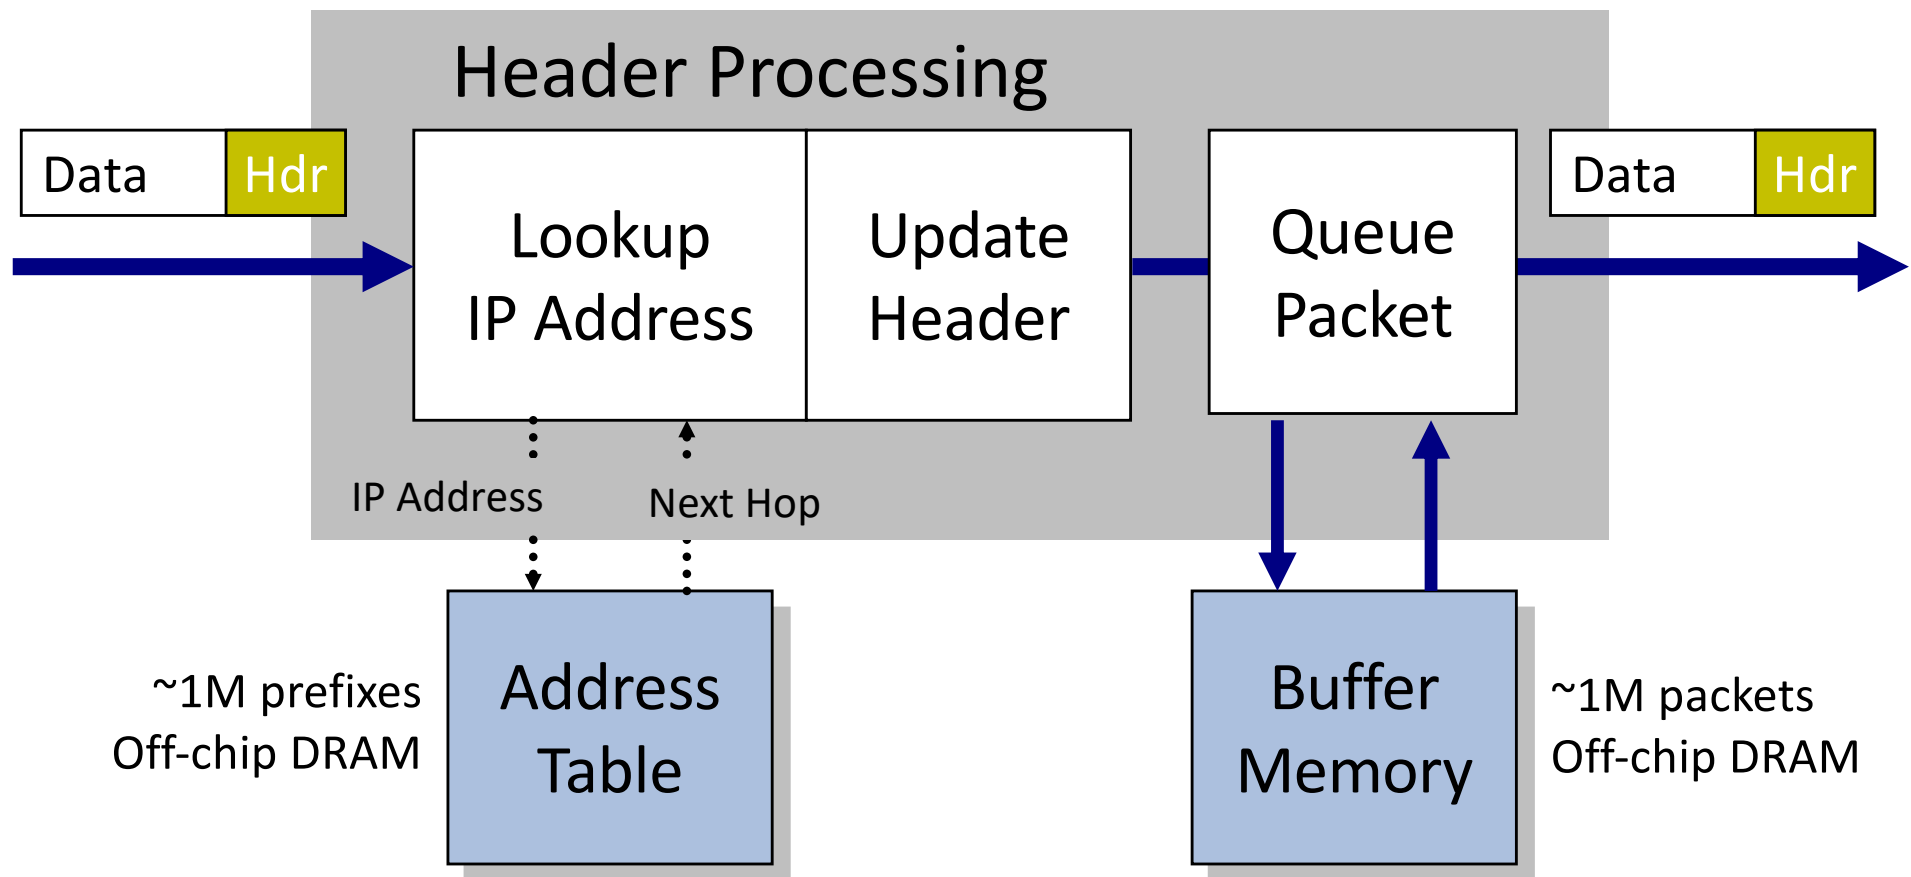 Header Processing
Data
Hdr
Lookup
IP Address
Update
Header
Queue
Packet
Data
Hdr
IP Address
Next Hop
~1M prefixes
Off-chip DRAM
Address
Table
Buffer
Memory
~1M packets
Off-chip DRAM